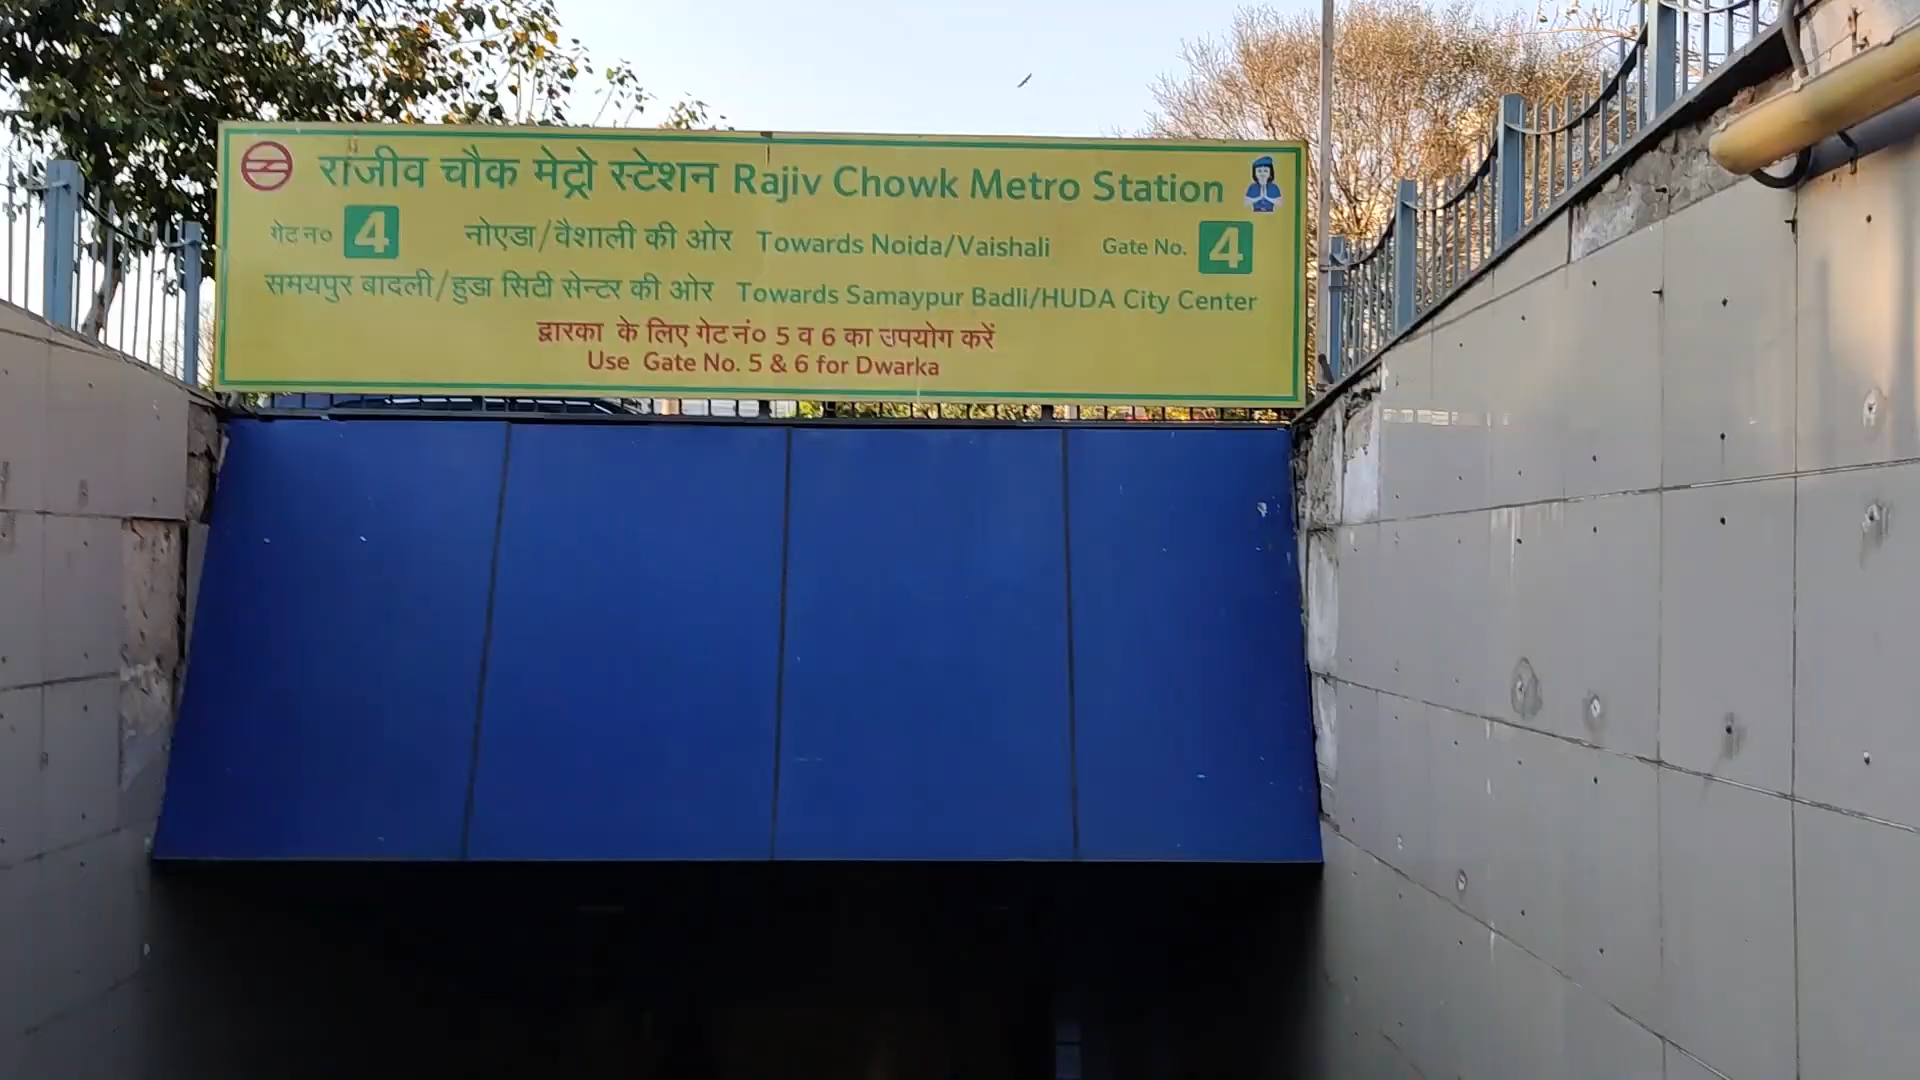 राजीव चौक मेट्रो स्टेशन Rajiv Chowk Metro Station
गेट न० 4 नोएडा/वैशाली की ओर Towards Noida/Vaishali Gate No. 4
समयपुर बादली/हुडा सिटी सेन्टर की ओर Towards Samaypur Badli/HUDA City Center
द्वारका के लिए गेट नं० 5 व 6 का उपयोग करें
Use Gate No. 5 & 6 for Dwarka